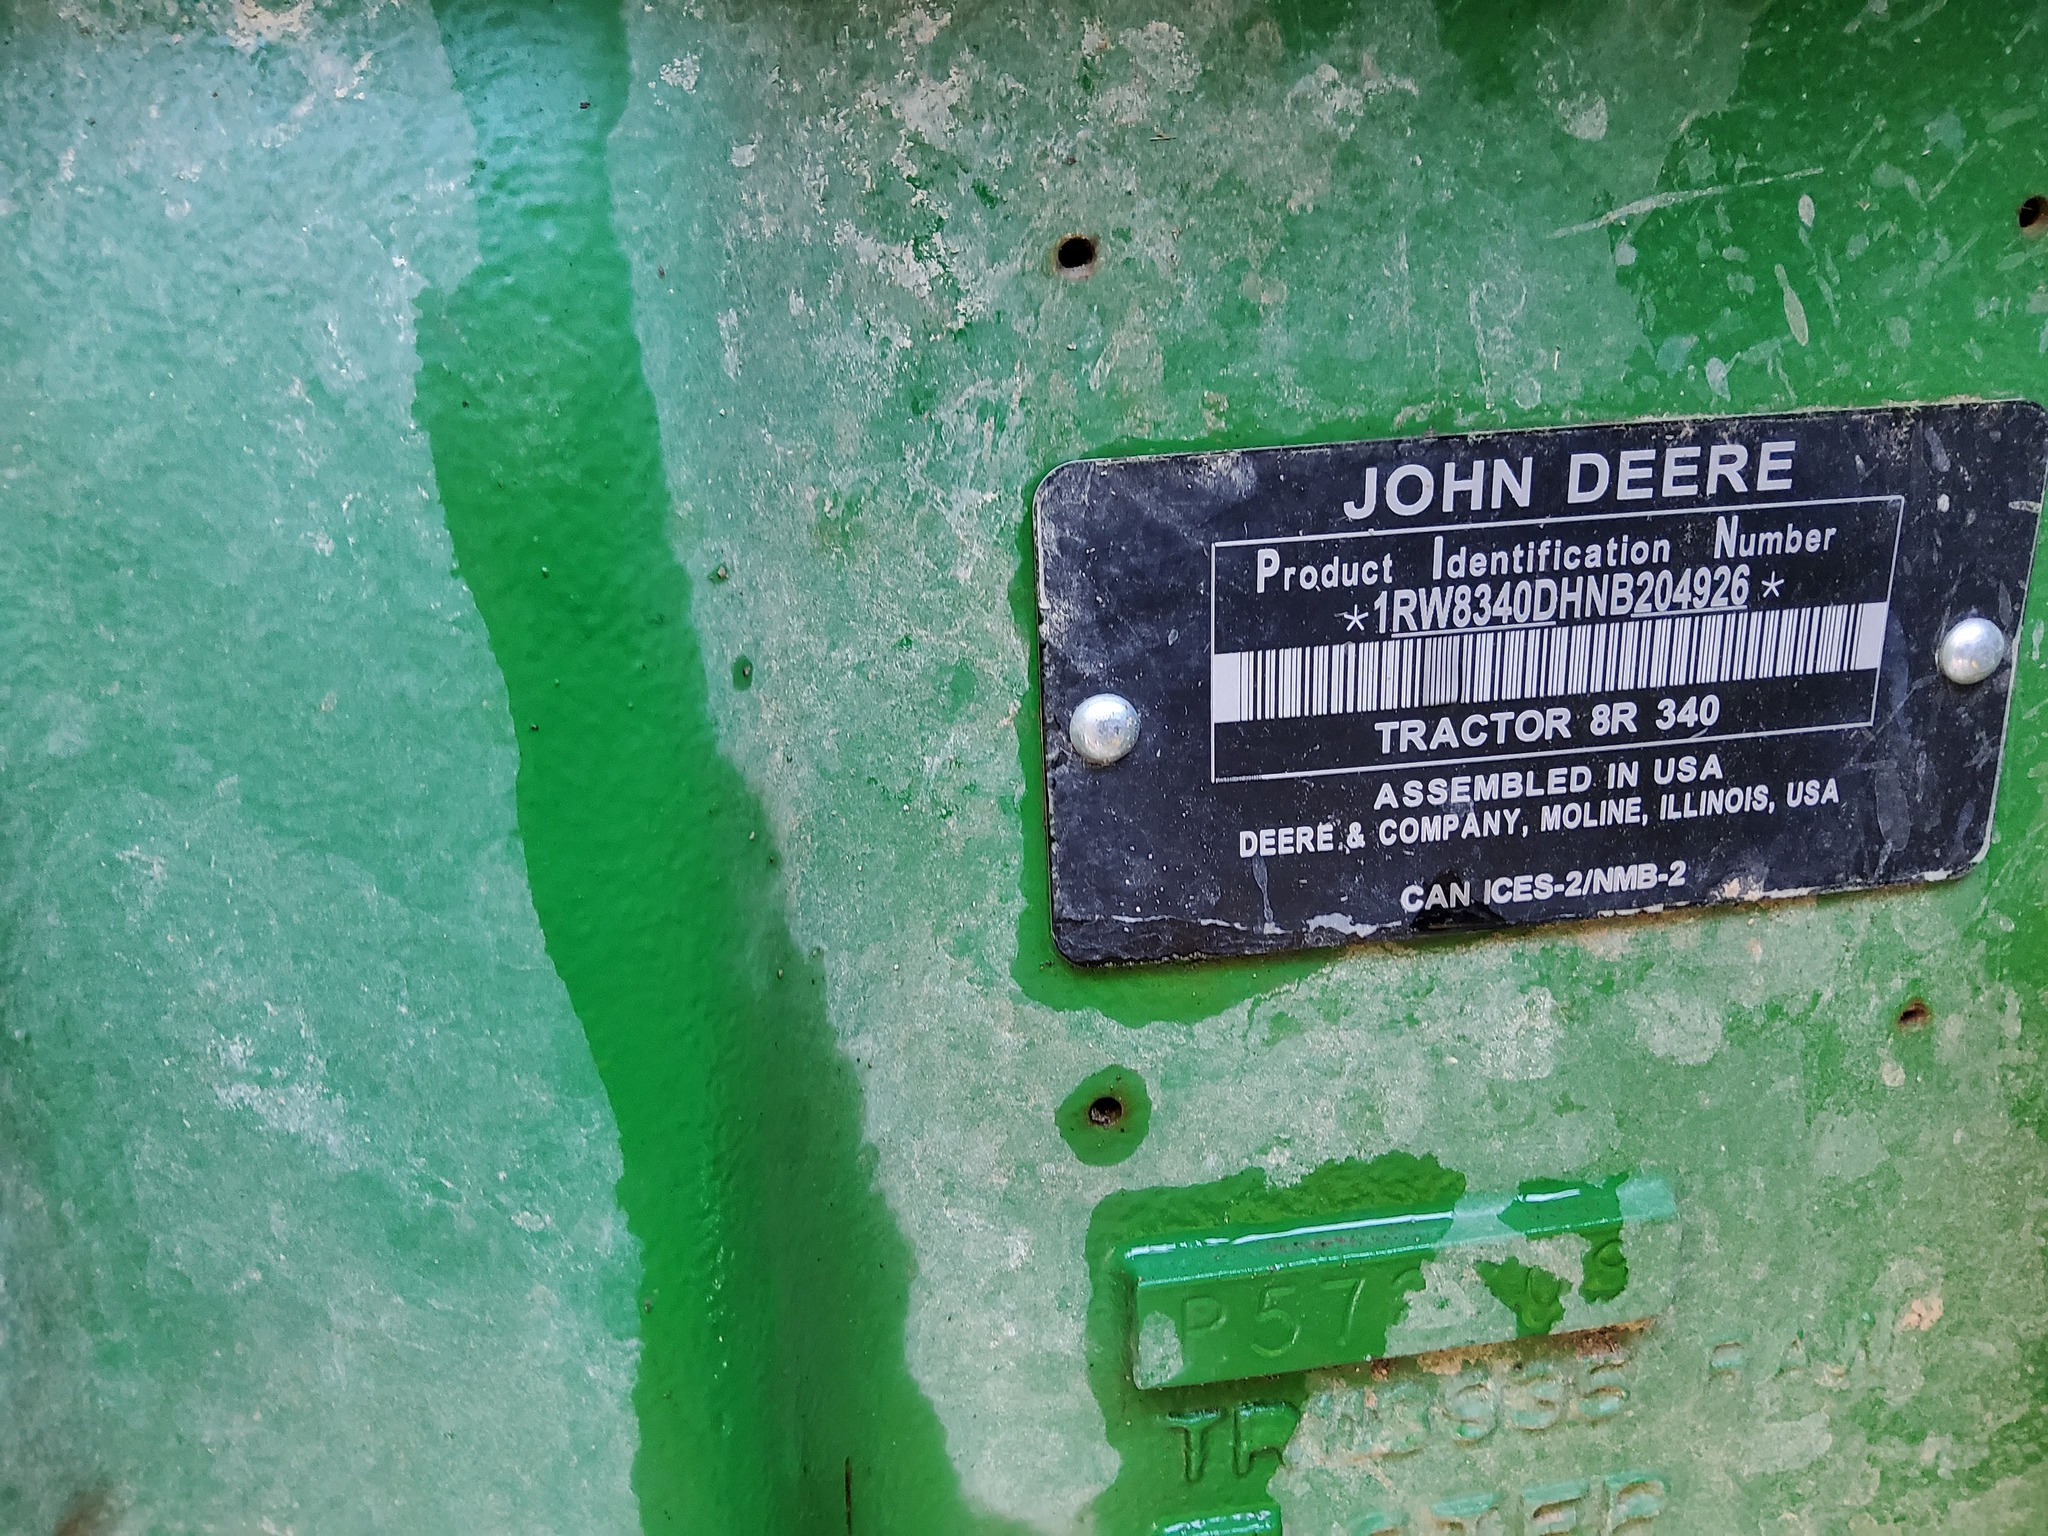 JOHN DEERE
Product Identification Number
*1RW8340DHNB204926*
TRACTOR 8R 340
ASSEMBLED IN USA
DEERE & COMPANY, MOLINE, ILLINOIS, USA
CAN ICES-2/NMB-2